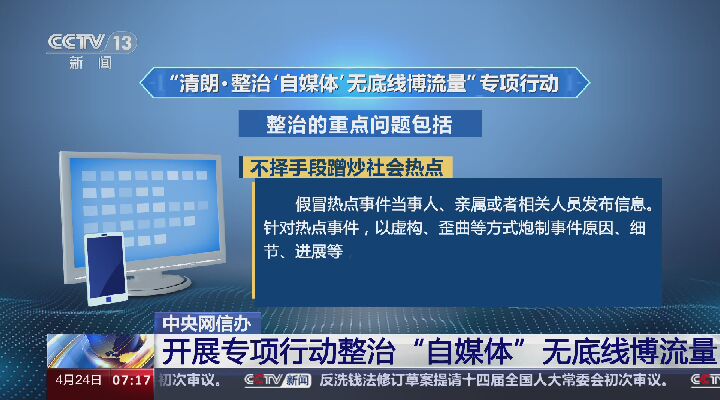 CCTV 13
新闻
“清朗·整治‘自媒体’无底线博流量”专项行动
整治的重点问题包括
不择手段蹭炒社会热点
假冒热点事件当事人、亲属或者相关人员发布信息。
针对热点事件，以虚构、歪曲等方式炮制事件原因、细
节、进展等
中央网信办
开展专项行动整治“自媒体”无底线博流量
4月24日 07:17 初次审议。 CCTV 新闻 反洗钱法修订草案提请十四届全国人大常委会初次审议。